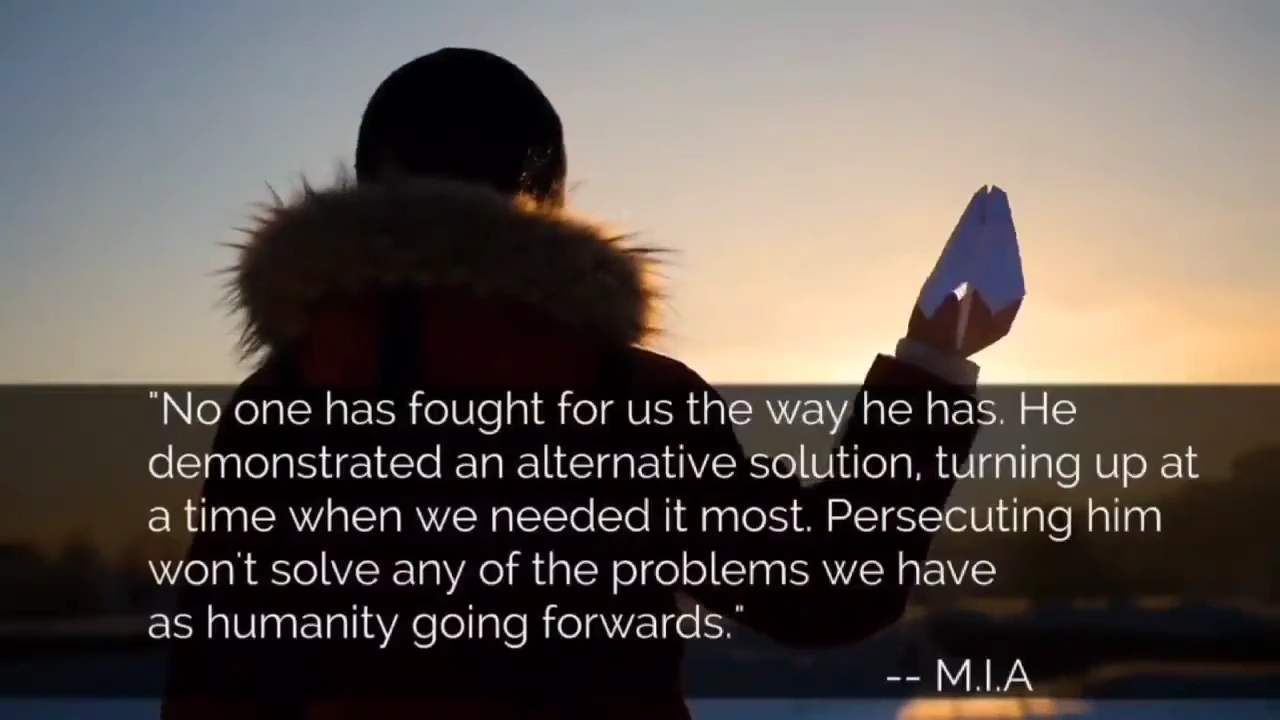 "No one has fought for us the way he has. He
demonstrated an alternative solution, turning up at
a time when we needed it most. Persecuting him
won't solve any of the problems we have
as humanity going forwards."
-- M.I.A